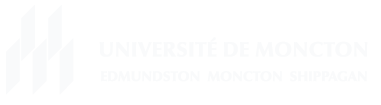 UNIVERSITÉ DE MONCTON
EDMUNDSTON MONCTON SHIPPAGAN